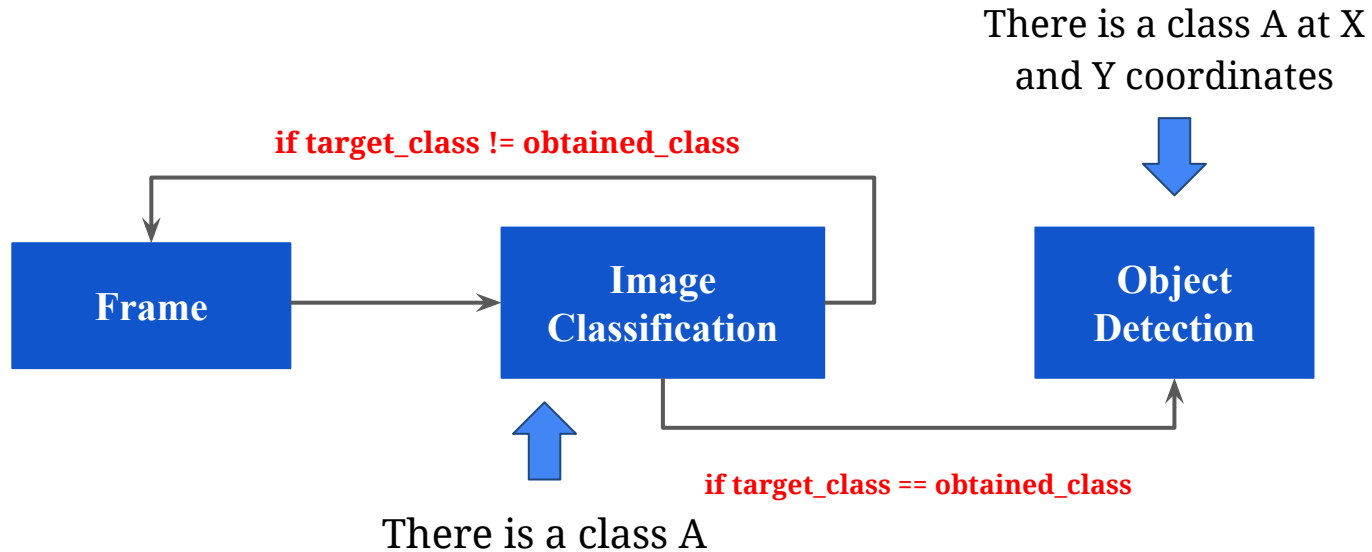 There is a class A at X
and Y coordinates
if target_class != obtained_class
Frame
Image
Classification
Object
Detection
if target_class == obtained_class
There is a class A